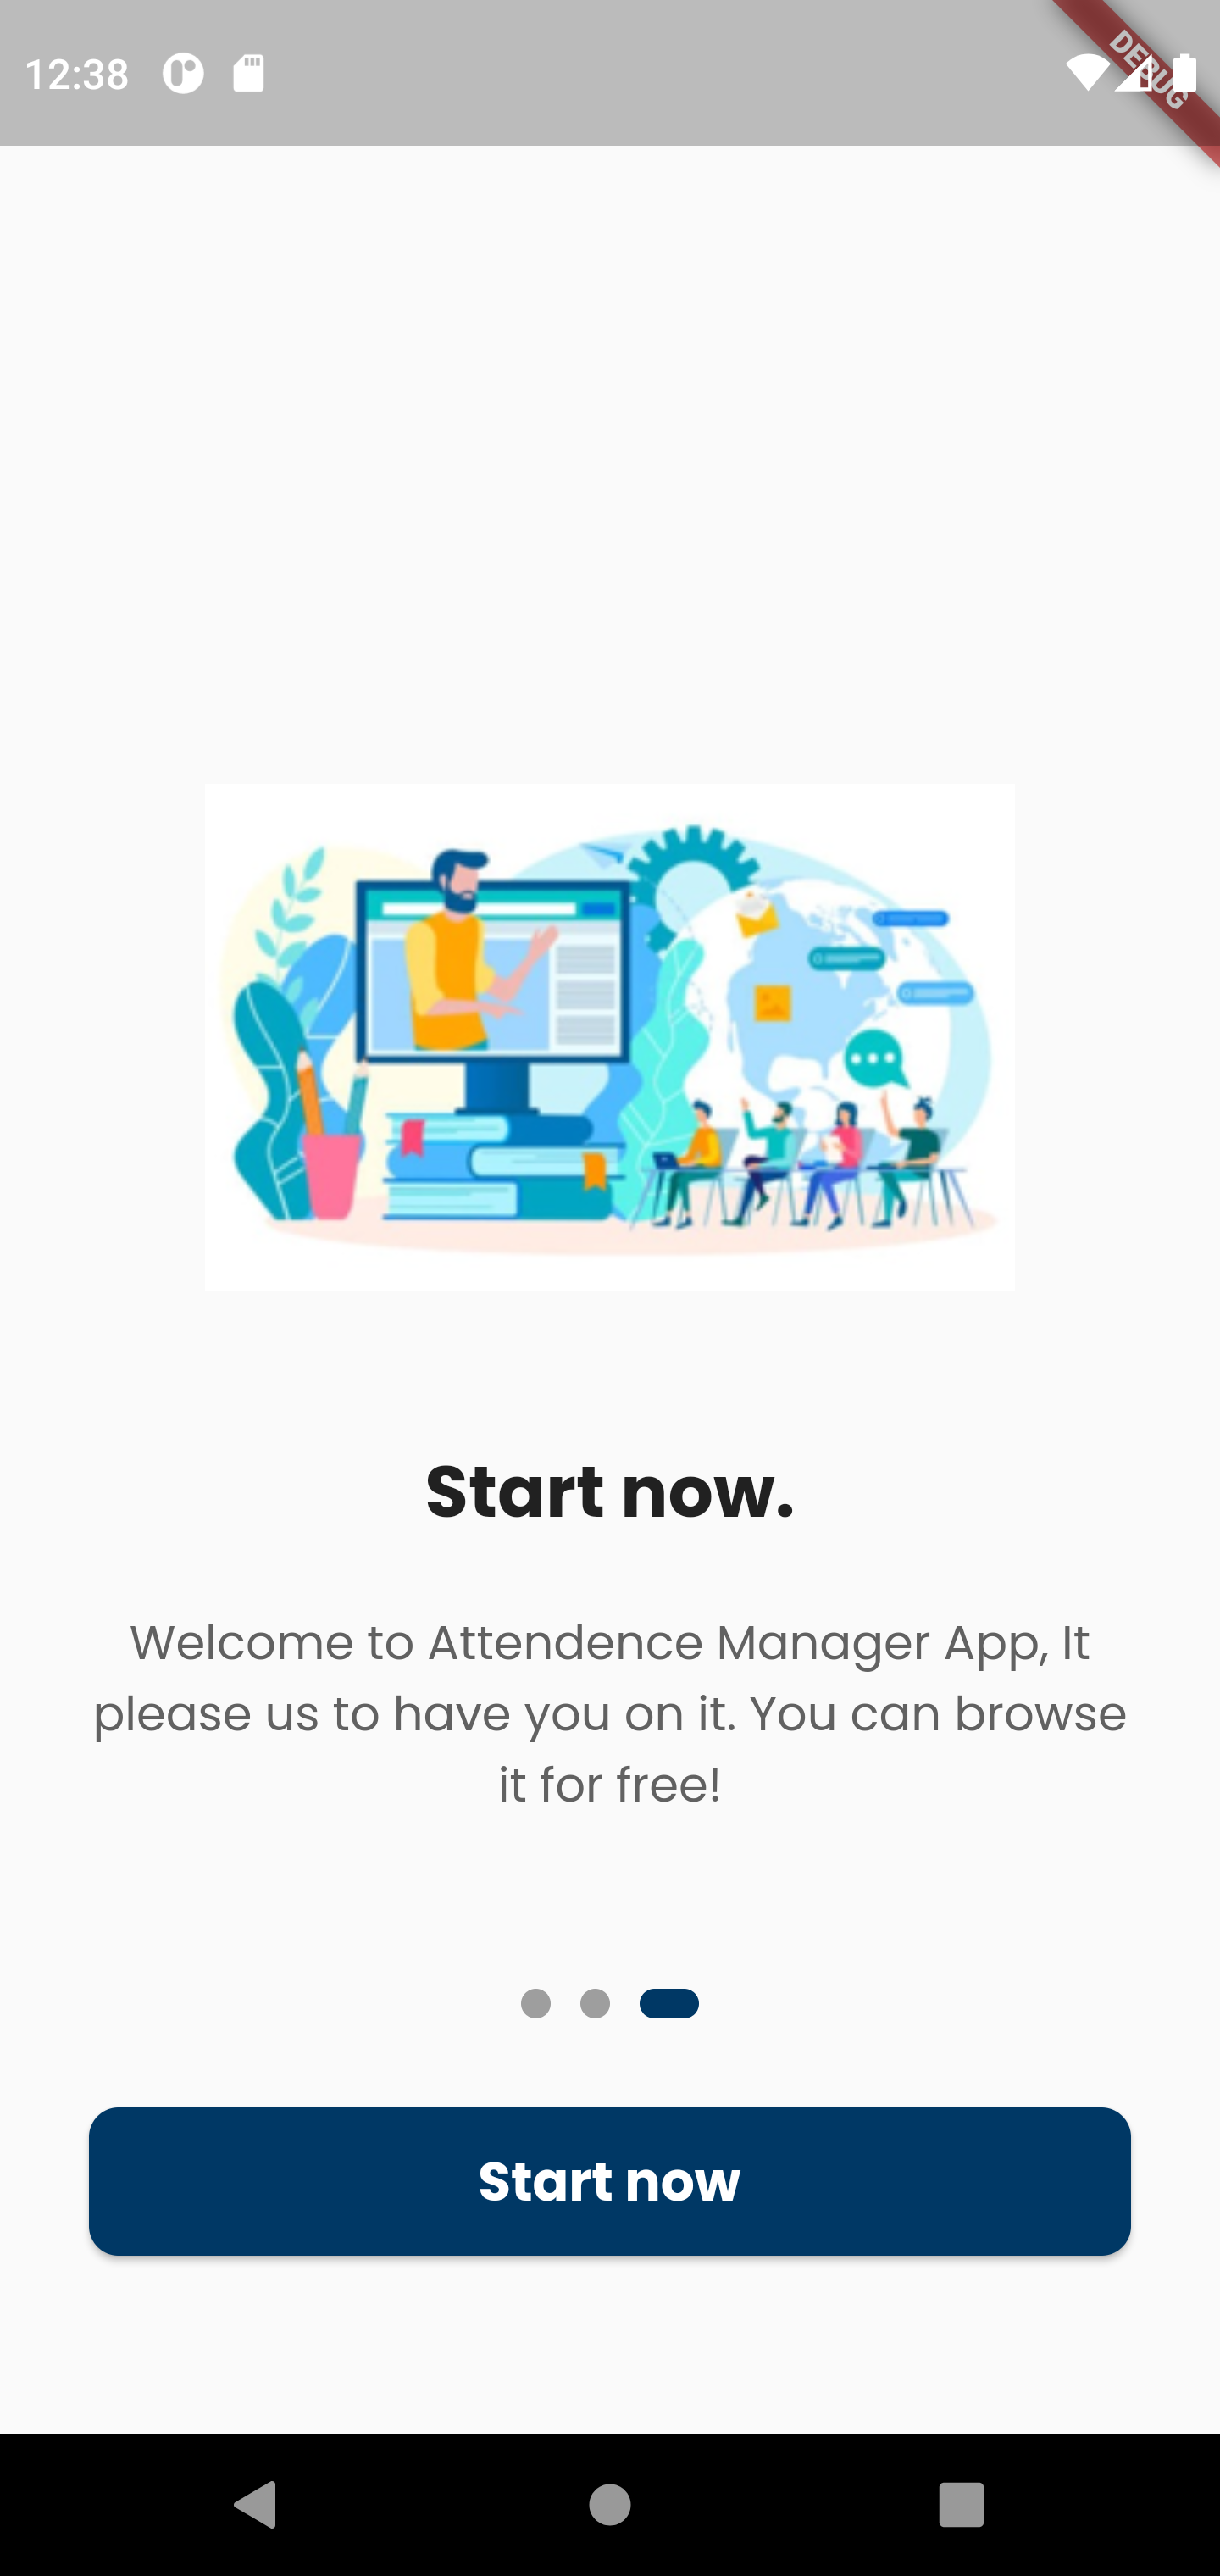 12:38
DEBUG
Start now.
Welcome to Attendence Manager App, It
please us to have you on it. You can browse
it for free!
Start now